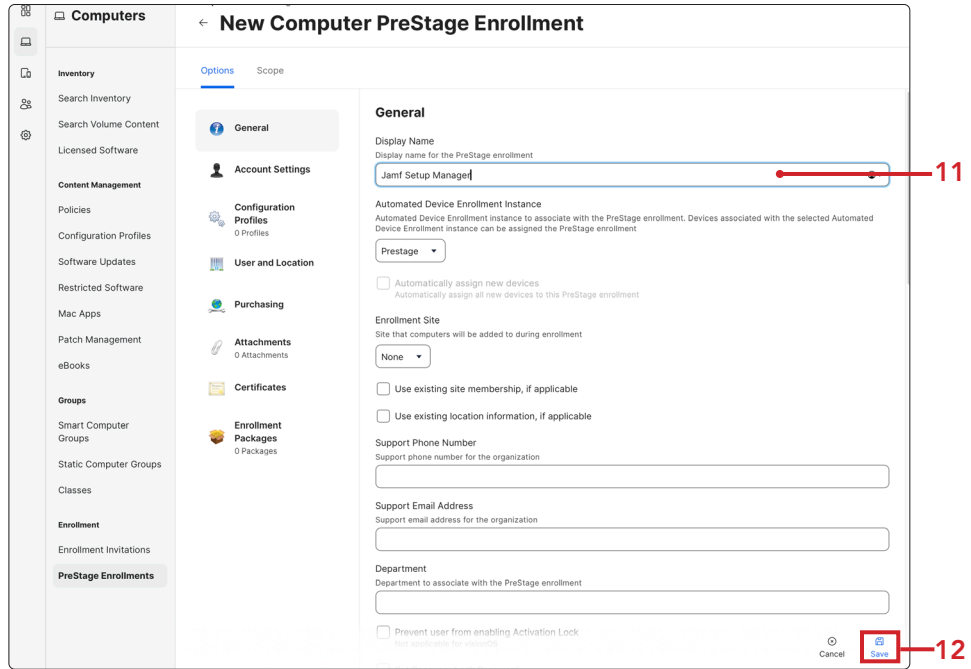 Computers
New Computer PreStage Enrollment
Options
Scope
Inventory
Search Inventory
Search Volume Content
Licensed Software
Content Management
Policies
Configuration Profiles
Software Updates
Restricted Software
Mac Apps
Patch Management
eBooks
Groups
Smart Computer
Groups
Static Computer Groups
Classes
Enrollment
Enrollment Invitations
PreStage Enrollments
General
Account Settings
Configuration
Profiles
0 Profiles
User and Location
Purchasing
Attachments
0 Attachments
Certificates
Enrollment
Packages
0 Packages
General
Display Name
Display name for the PreStage enrollment
Jamf Setup Manager
11
Automated Device Enrollment Instance
Automated Device Enrollment instance to associate with the PreStage enrollment. Devices associated with the selected Automated
Device Enrollment instance can be assigned the PreStage enrollment
Prestage
Automatically assign new devices
Automatically assign all new devices to this PreStage enrollment
Enrollment Site
Site that computers will be added to during enrollment
None
Use existing site membership, if applicable
Use existing location information, if applicable
Support Phone Number
Support phone number for the organization
Support Email Address
Support email address for the organization
Department
Department to associate with the PreStage enrollment
Prevent user from enabling Activation Lock
Not applicable for visionOS
Cancel
Save
12